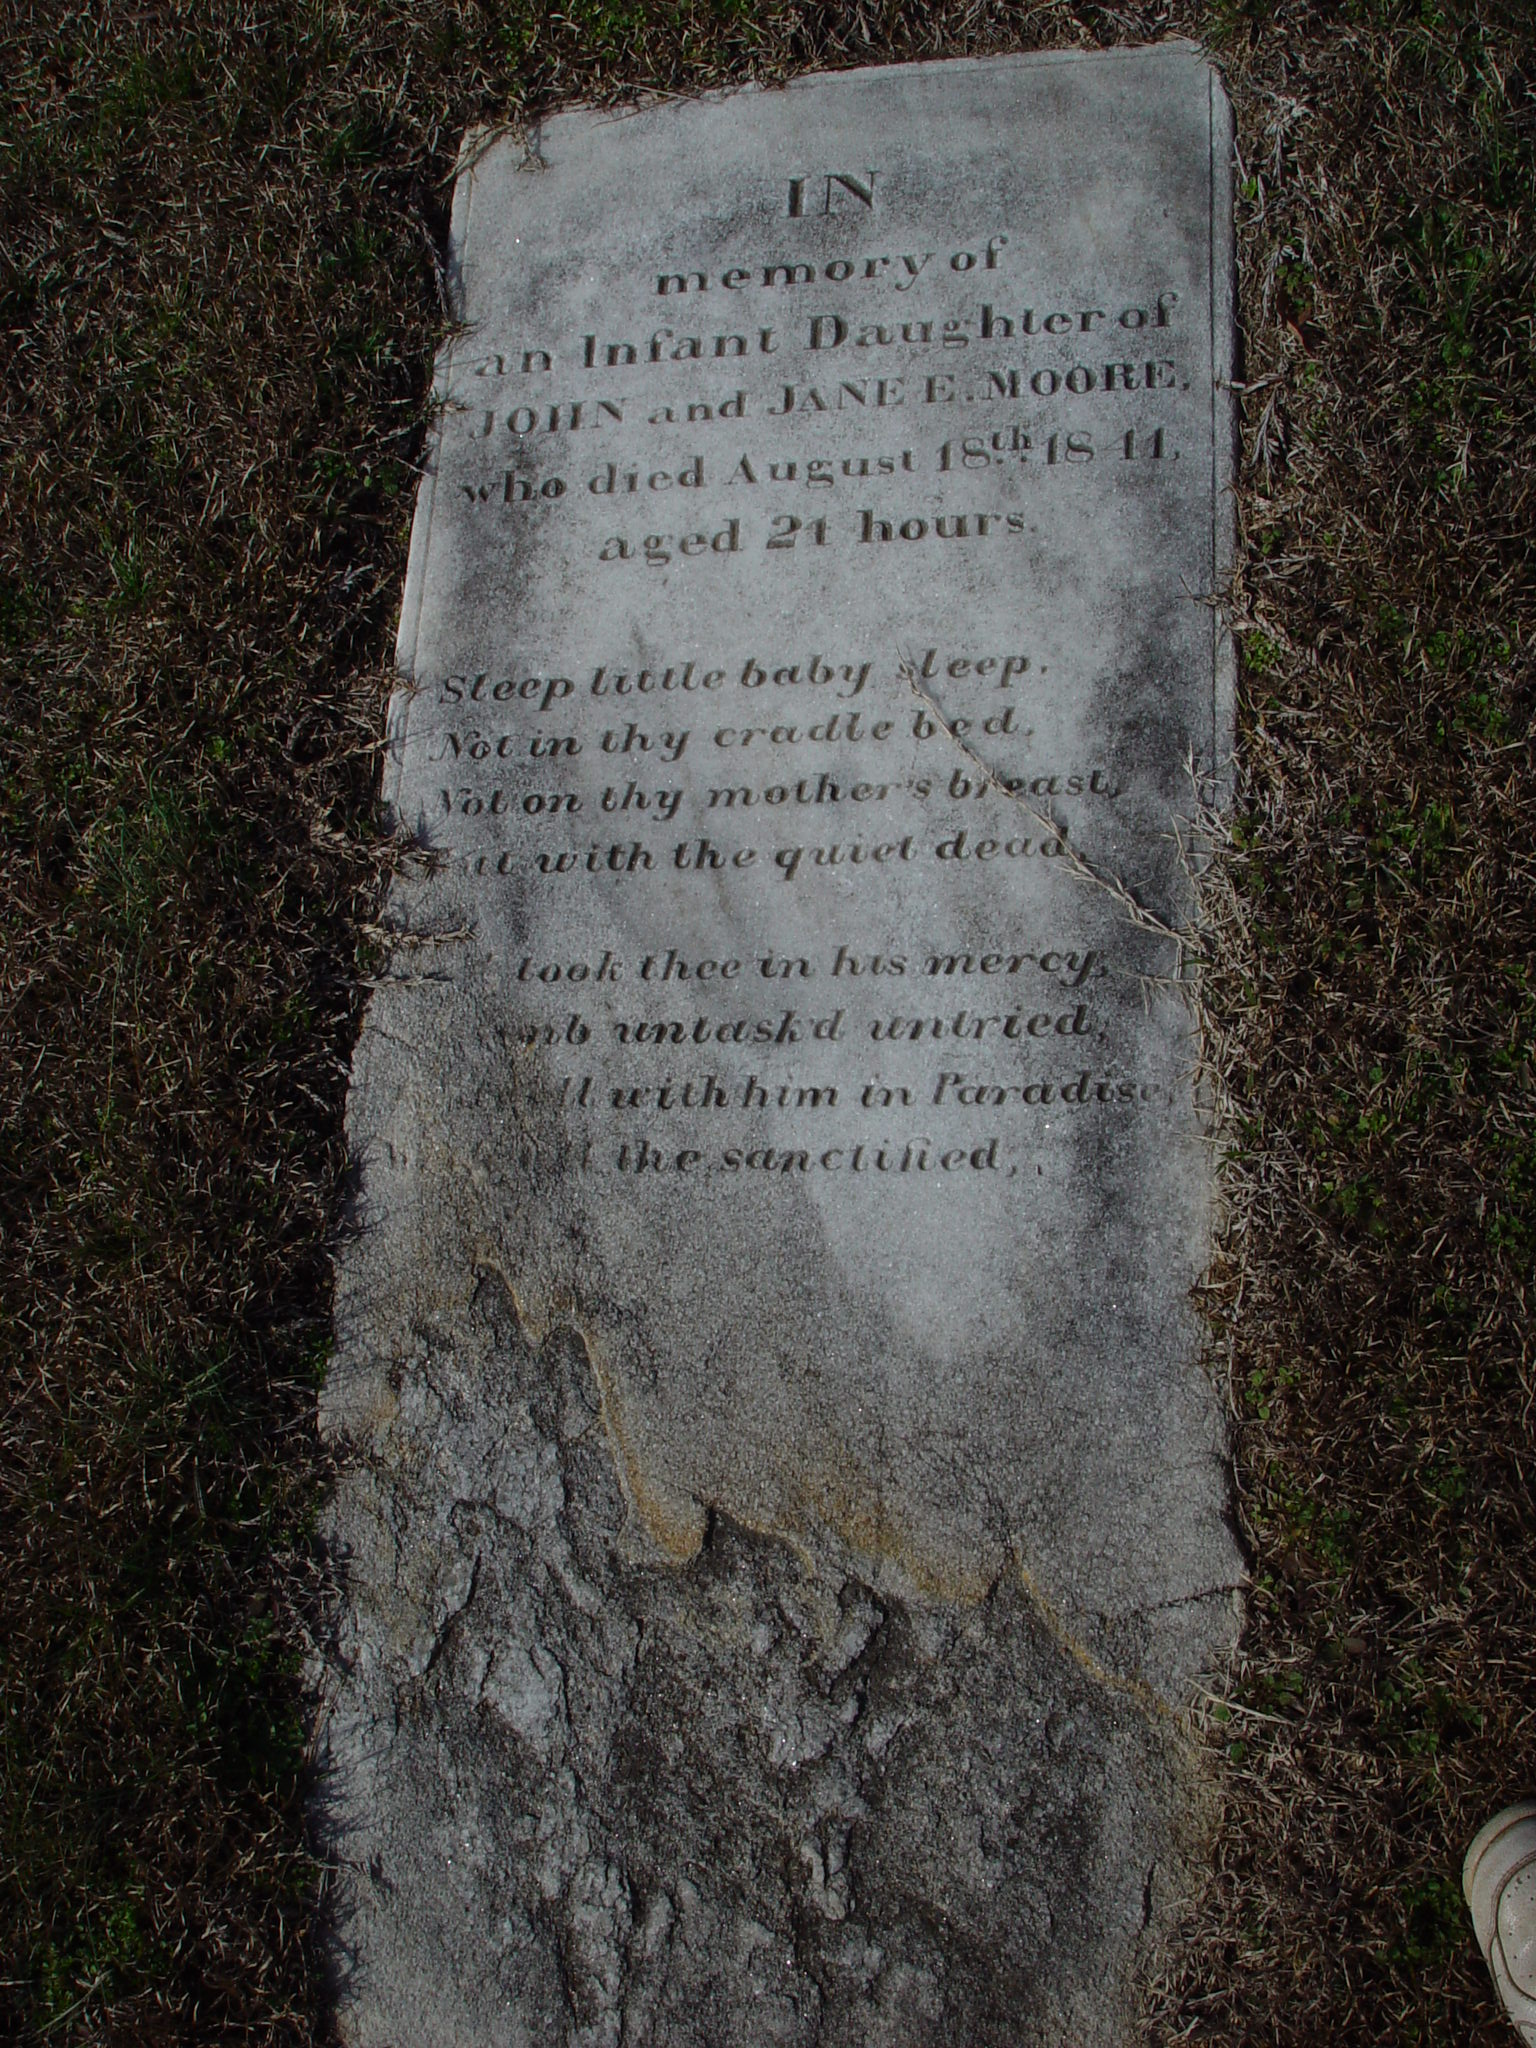 IN
memory of
an Infant Daughter of
JOHN and JANE E. MOORE,
who died August 18th 1841,
aged 24 hours.
Sleep little baby sleep,
Not in thy cradle bed,
Not on thy mother's breast,
with the quiet dead,
took thee in his mercy,
untask'd untried,
with him in Paradise,
the sanctified,